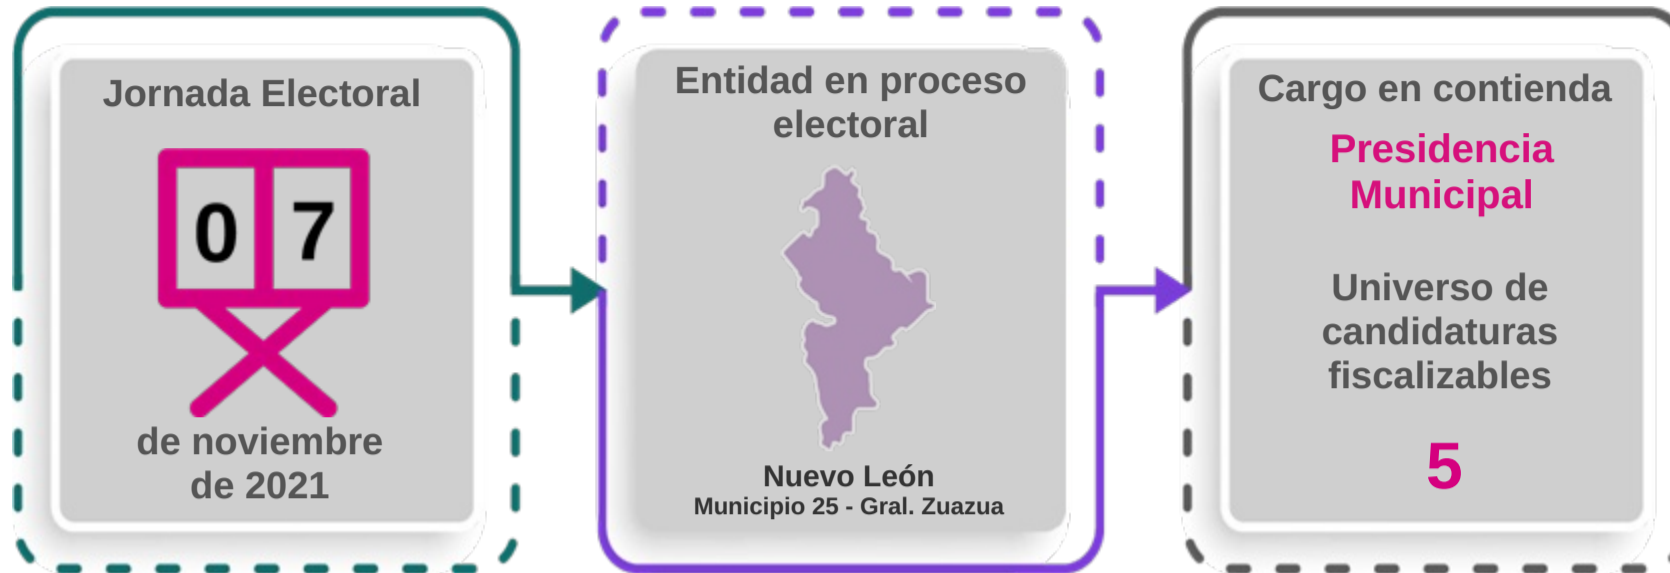 Jornada Electoral
0 7
de noviembre
de 2021
Entidad en proceso
electoral
Nuevo León
Municipio 25 - Gral. Zuazua
Cargo en contienda
Presidencia
Municipal
Universo de
candidaturas
fiscalizables
5